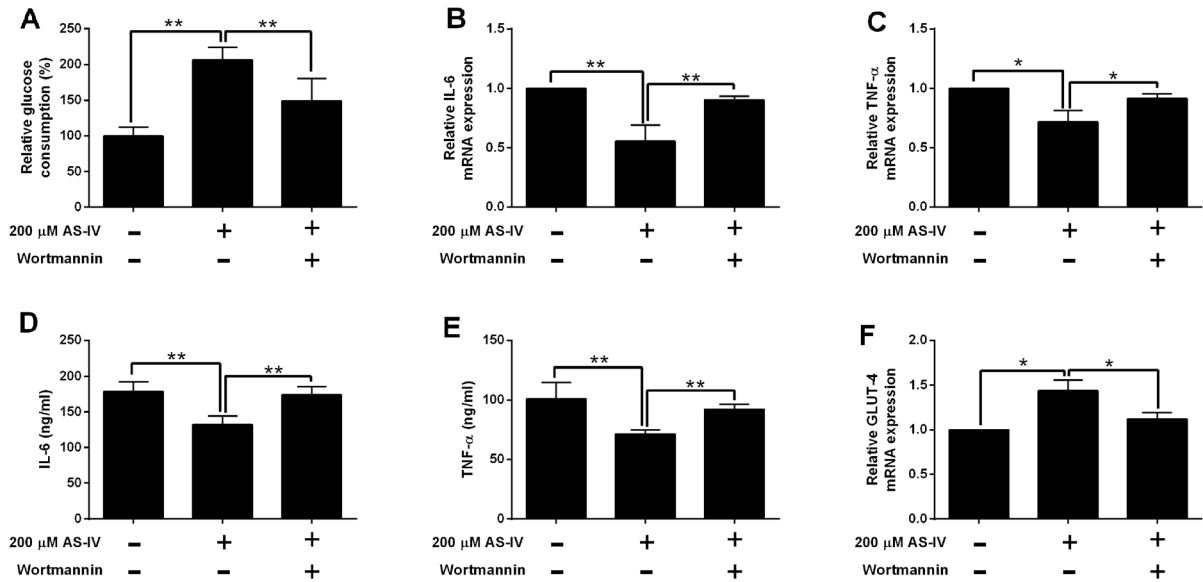 A
Relative glucose
consumption (%)
250
200
150
100
50
0
** **
200 μM AS-IV − + +
Wortmannin − − +
B
Relative IL-6
mRNA expression
1.5
1.0
0.5
0.0
** **
200 μM AS-IV − + +
Wortmannin − − +
C
Relative TNF-α
mRNA expression
1.5
1.0
0.5
0.0
* *
200 μM AS-IV − + +
Wortmannin − − +
D
IL-6 (ng/ml)
250
200
150
100
50
0
** **
200 μM AS-IV − + +
Wortmannin − − +
E
TNF-α (ng/ml)
150
100
50
0
** **
200 μM AS-IV − + +
Wortmannin − − +
F
Relative GLUT-4
mRNA expression
2.0
1.5
1.0
0.5
0.0
* *
200 μM AS-IV − + +
Wortmannin − − +